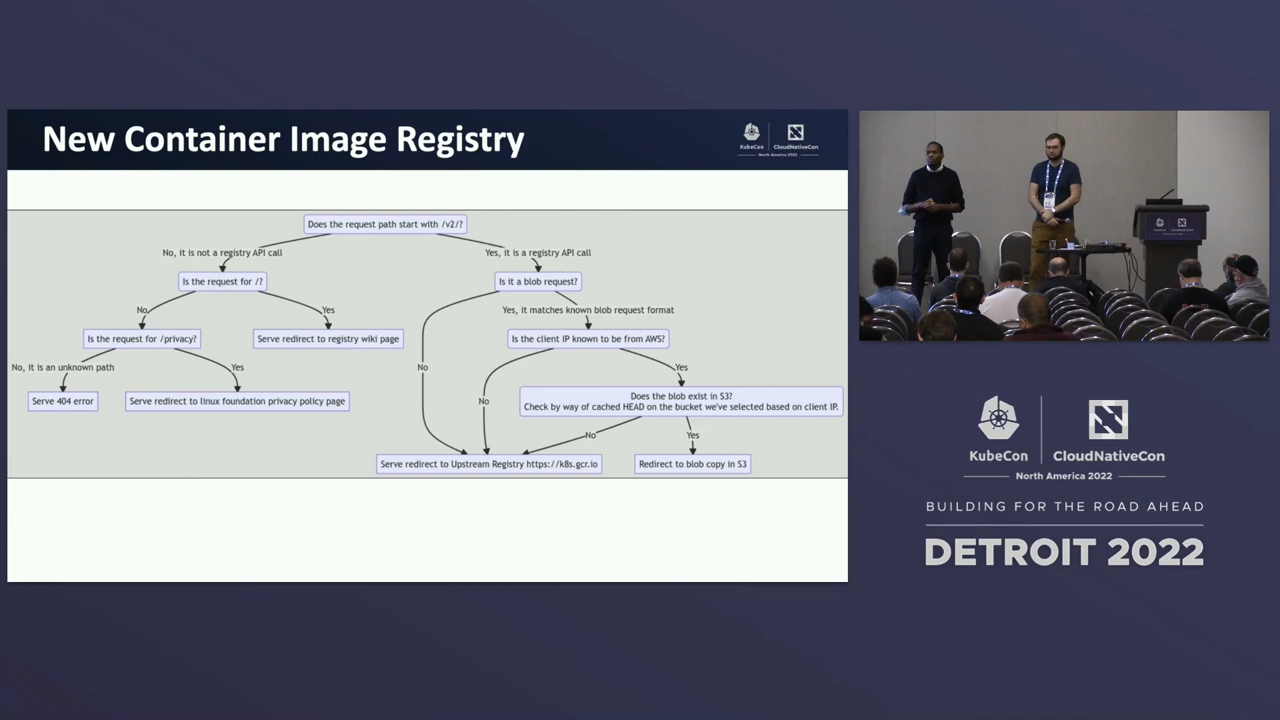 New Container Image Registry
KubeCon
CloudNativeCon
North America 2022
Does the request path start with /v2/?
No, it is not a registry API call
Yes, it is a registry API call
Is the request for /?
Is it a blob request?
No
Yes
Yes, it matches known blob request format
Is the request for /privacy?
Serve redirect to registry wiki page
Is the client IP known to be from AWS?
No, it is an unknown path
Yes
No
Yes
Serve 404 error
Serve redirect to linux foundation privacy policy page
No
Does the blob exist in S3?
Check by way of cached HEAD on the bucket we've selected based on client IP.
No
Yes
Serve redirect to Upstream Registry https://k8s.gcr.io
Redirect to blob copy in S3
KubeCon
CloudNativeCon
North America 2022
BUILDING FOR THE ROAD AHEAD
DETROIT 2022